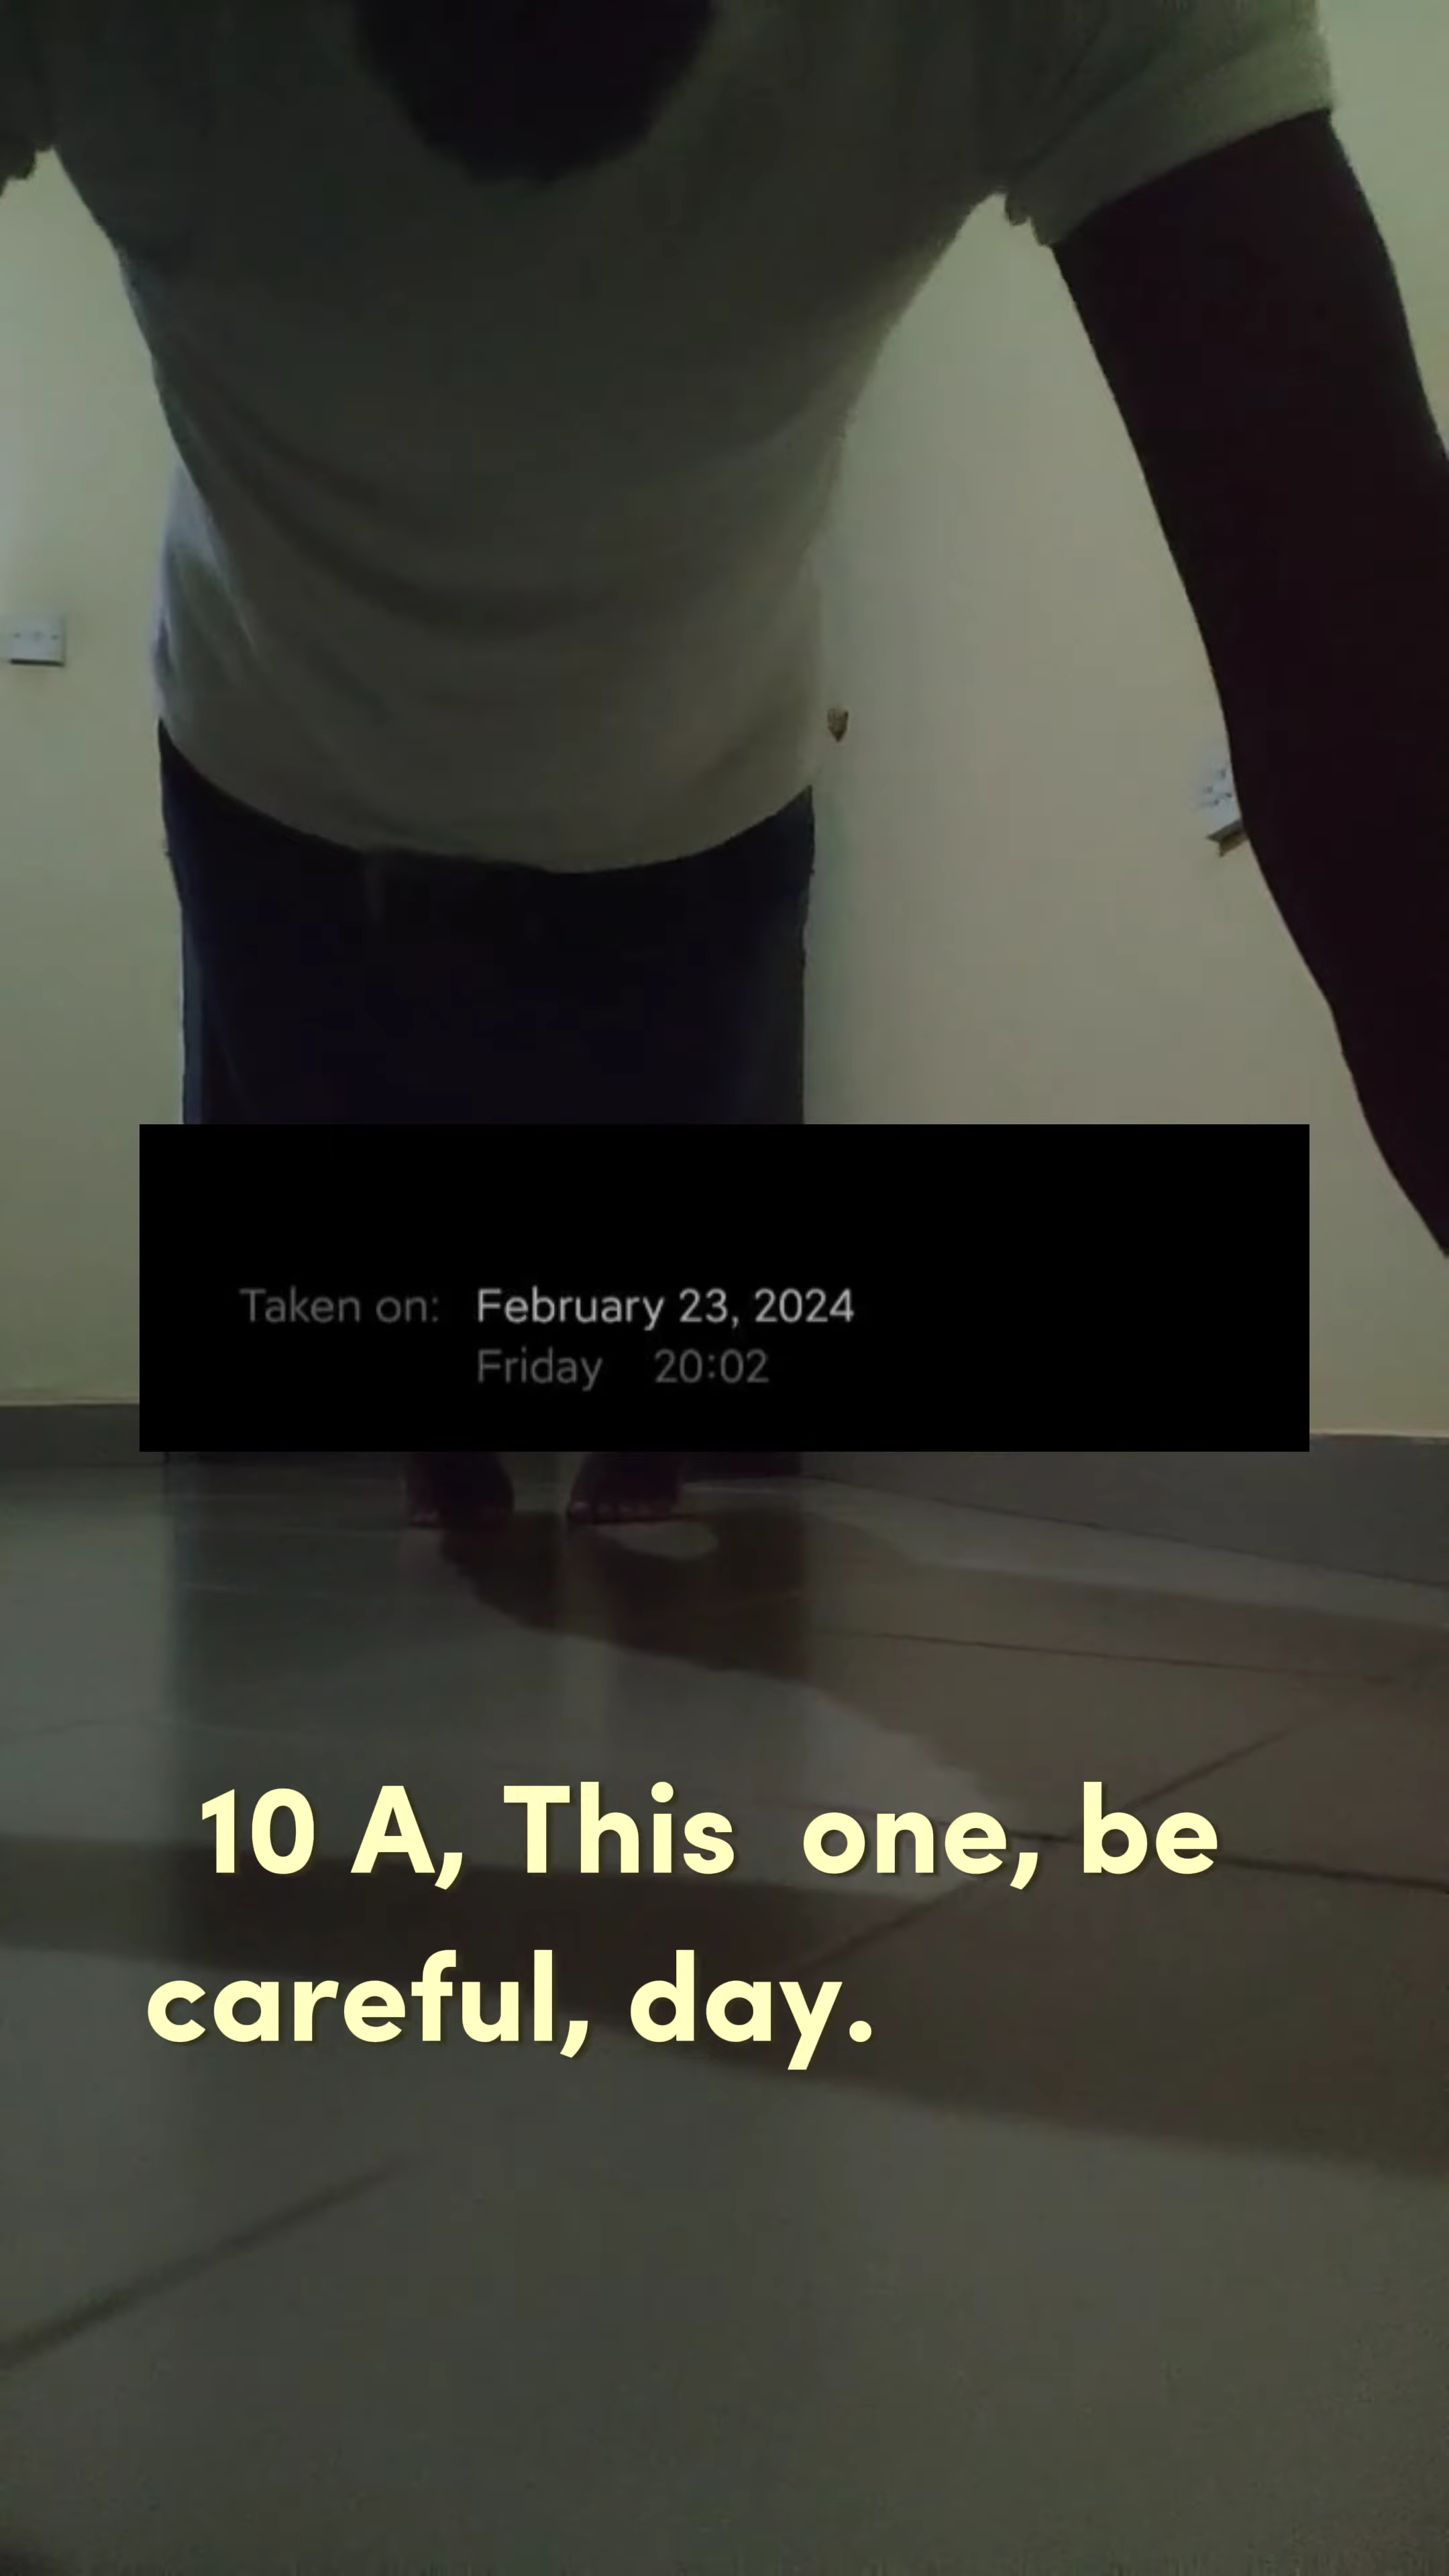 Taken on: February 23, 2024
Friday 20:02
10 A, This one, be
careful, day.